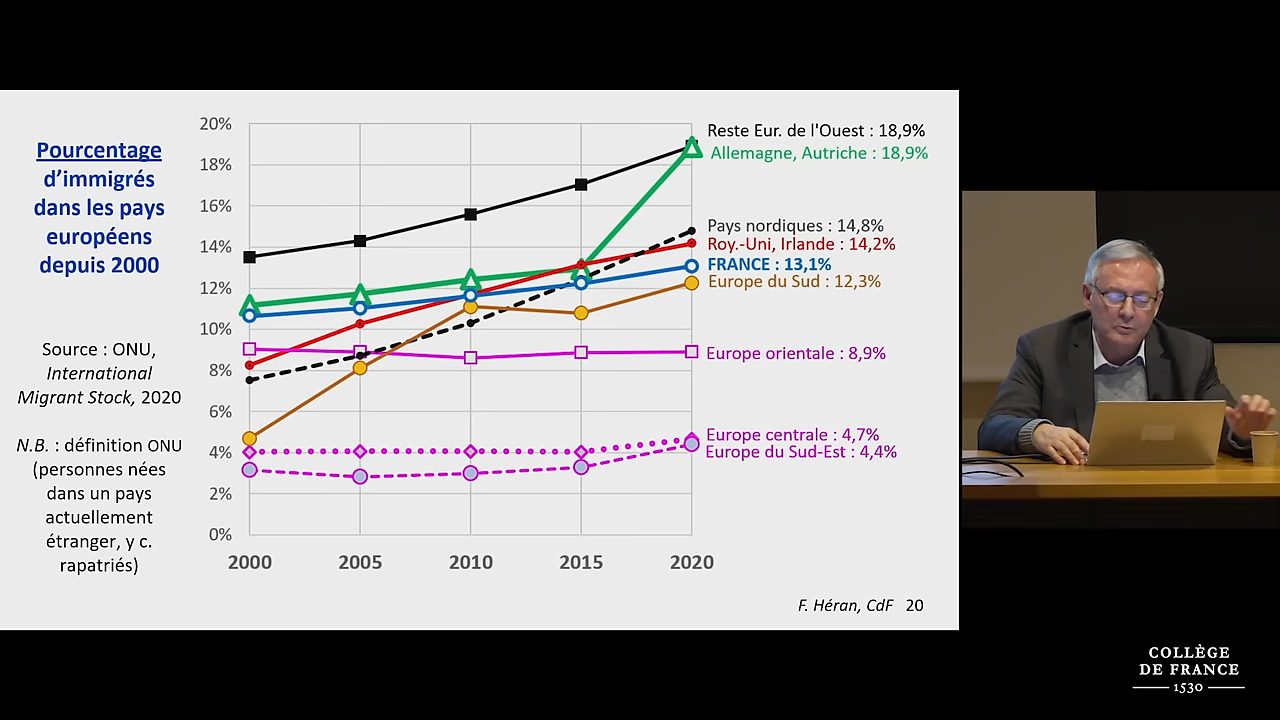 Pourcentage
d'immigrés
dans les pays
européens
depuis 2000
Source : ONU,
International
Migrant Stock, 2020
N.B. : définition ONU
(personnes nées
dans un pays
actuellement
étranger, y c.
rapatriés)
20%
18%
16%
14%
12%
10%
8%
6%
4%
2%
0%
2000
2005
2010
2015
2020
Reste Eur. de l'Ouest : 18,9%
Allemagne, Autriche : 18,9%
Pays nordiques : 14,8%
Roy.-Uni, Irlande : 14,2%
FRANCE : 13,1%
Europe du Sud : 12,3%
Europe orientale : 8,9%
Europe centrale : 4,7%
Europe du Sud-Est : 4,4%
F. Héran, CdF 20
COLLÈGE
DE FRANCE
1530